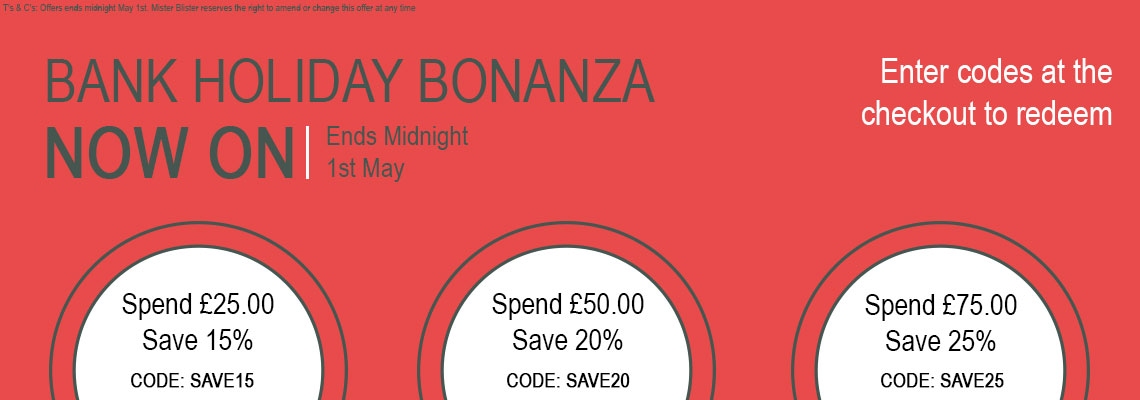 T's & C's: Offers ends midnight May 1st. Mister Blister reserves the right to amend or change this offer at any time
BANK HOLIDAY BONANZA
NOW ON
Ends Midnight
1st May
Enter codes at the
checkout to redeem
Spend £25.00
Save 15%
CODE: SAVE15
Spend £50.00
Save 20%
CODE: SAVE20
Spend £75.00
Save 25%
CODE: SAVE25